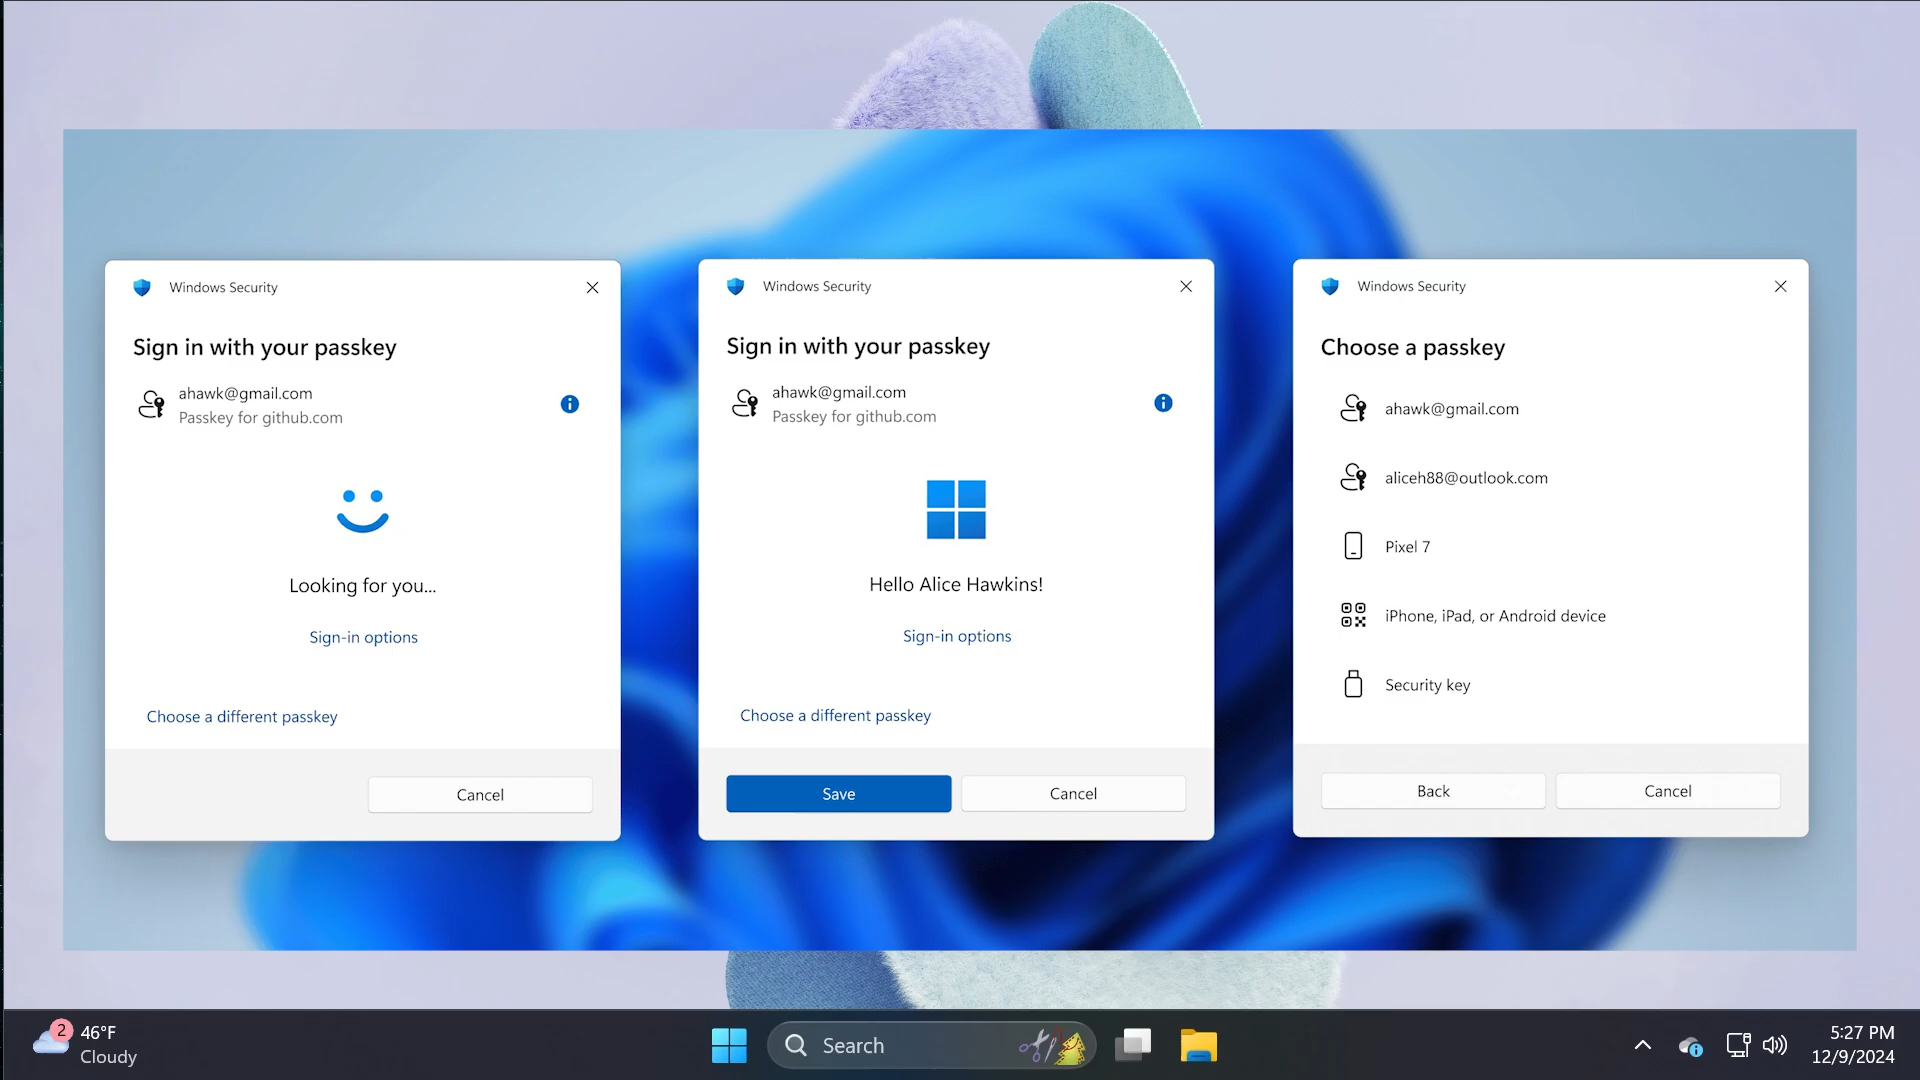 Windows Security
Sign in with your passkey
ahawk@gmail.com
Passkey for github.com
Looking for you...
Sign-in options
Choose a different passkey
Cancel
Windows Security
Sign in with your passkey
ahawk@gmail.com
Passkey for github.com
Hello Alice Hawkins!
Sign-in options
Choose a different passkey
Save
Cancel
Windows Security
Choose a passkey
ahawk@gmail.com
aliceh88@outlook.com
Pixel 7
iPhone, iPad, or Android device
Security key
Back
Cancel
2
46°F
Cloudy
Search
5:27 PM
12/9/2024